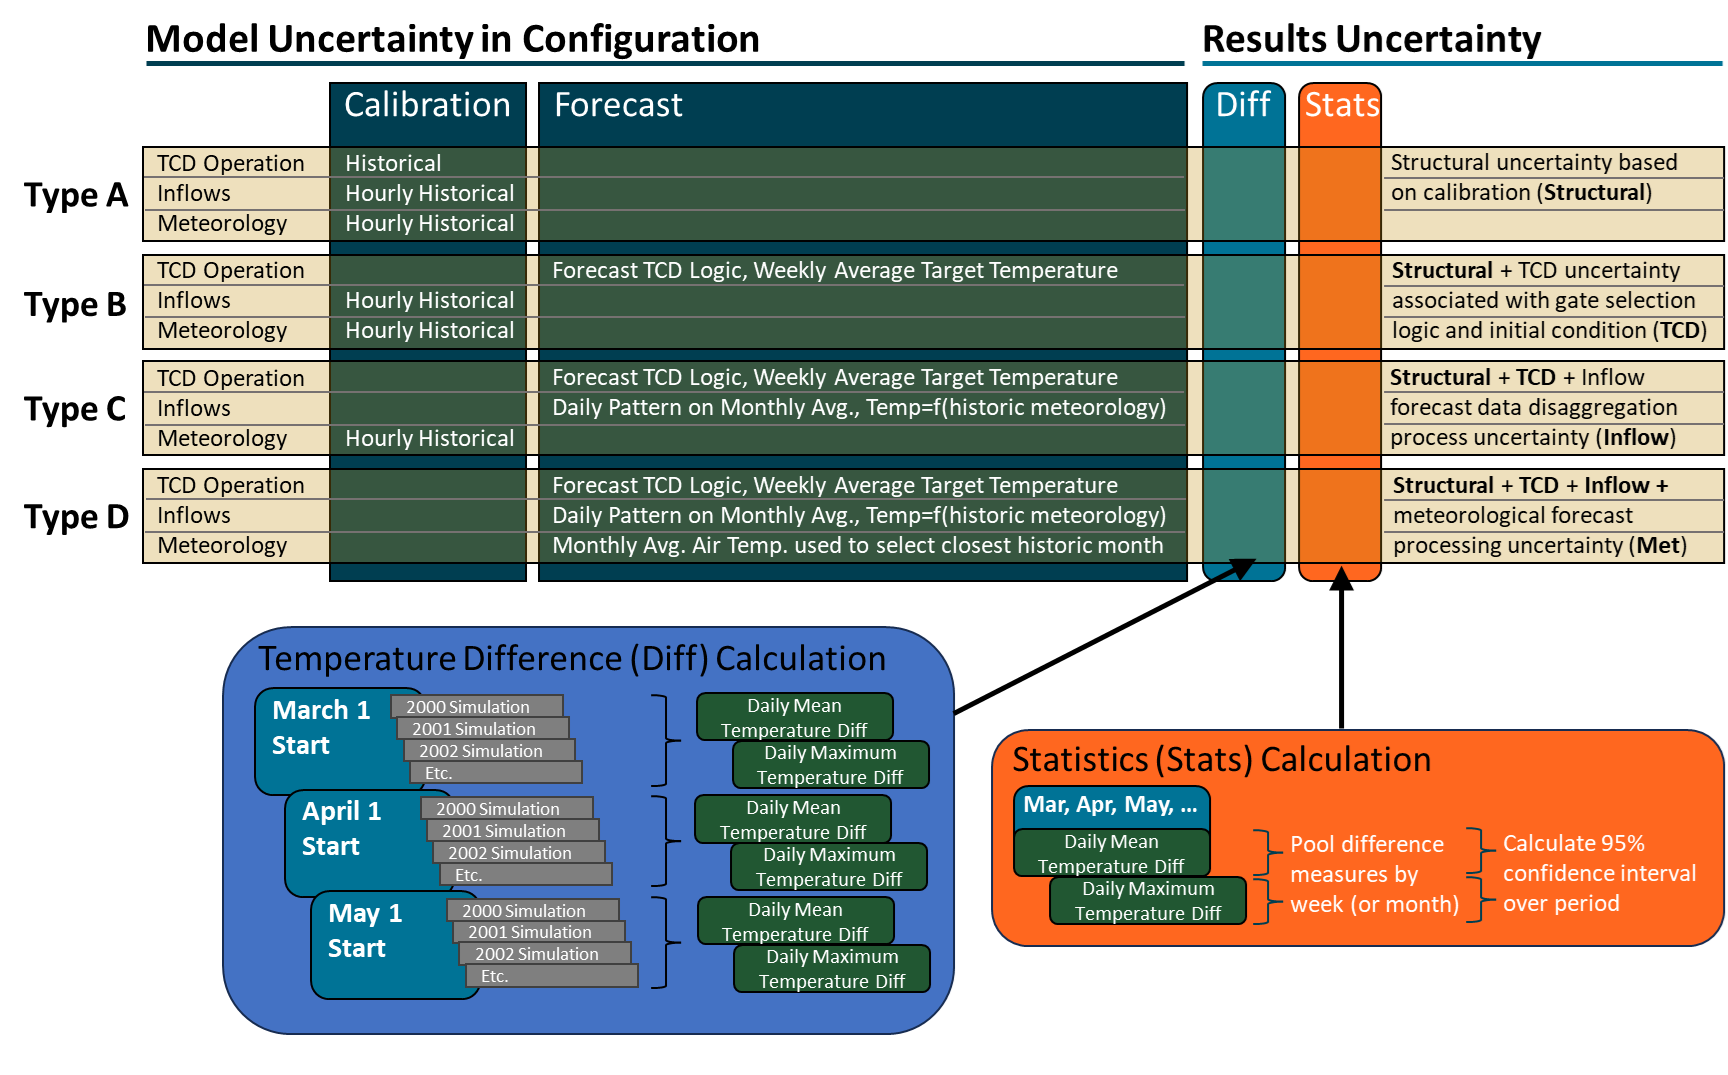 Model Uncertainty in Configuration
Results Uncertainty
Calibration
Forecast
Diff
Stats
Type A
TCD Operation
Historical
Inflows
Hourly Historical
Meteorology
Hourly Historical
Structural uncertainty based
on calibration (Structural)
Type B
TCD Operation
Forecast TCD Logic, Weekly Average Target Temperature
Inflows
Hourly Historical
Meteorology
Hourly Historical
Structural + TCD uncertainty
associated with gate selection
logic and initial condition (TCD)
Type C
TCD Operation
Forecast TCD Logic, Weekly Average Target Temperature
Inflows
Daily Pattern on Monthly Avg., Temp=f(historic meteorology)
Meteorology
Hourly Historical
Structural + TCD + Inflow
forecast data disaggregation
process uncertainty (Inflow)
Type D
TCD Operation
Forecast TCD Logic, Weekly Average Target Temperature
Inflows
Daily Pattern on Monthly Avg., Temp=f(historic meteorology)
Meteorology
Monthly Avg. Air Temp. used to select closest historic month
Structural + TCD + Inflow +
meteorological forecast
processing uncertainty (Met)
Temperature Difference (Diff) Calculation
March 1
Start
2000 Simulation
2001 Simulation
2002 Simulation
Etc.
Daily Mean
Temperature Diff
Daily Maximum
Temperature Diff
April 1
Start
2000 Simulation
2001 Simulation
2002 Simulation
Etc.
Daily Mean
Temperature Diff
Daily Maximum
Temperature Diff
May 1
Start
2000 Simulation
2001 Simulation
2002 Simulation
Etc.
Daily Mean
Temperature Diff
Daily Maximum
Temperature Diff
Statistics (Stats) Calculation
Mar, Apr, May, ...
Daily Mean
Temperature Diff
Daily Maximum
Temperature Diff
Pool difference
measures by
week (or month)
Calculate 95%
confidence interval
over period